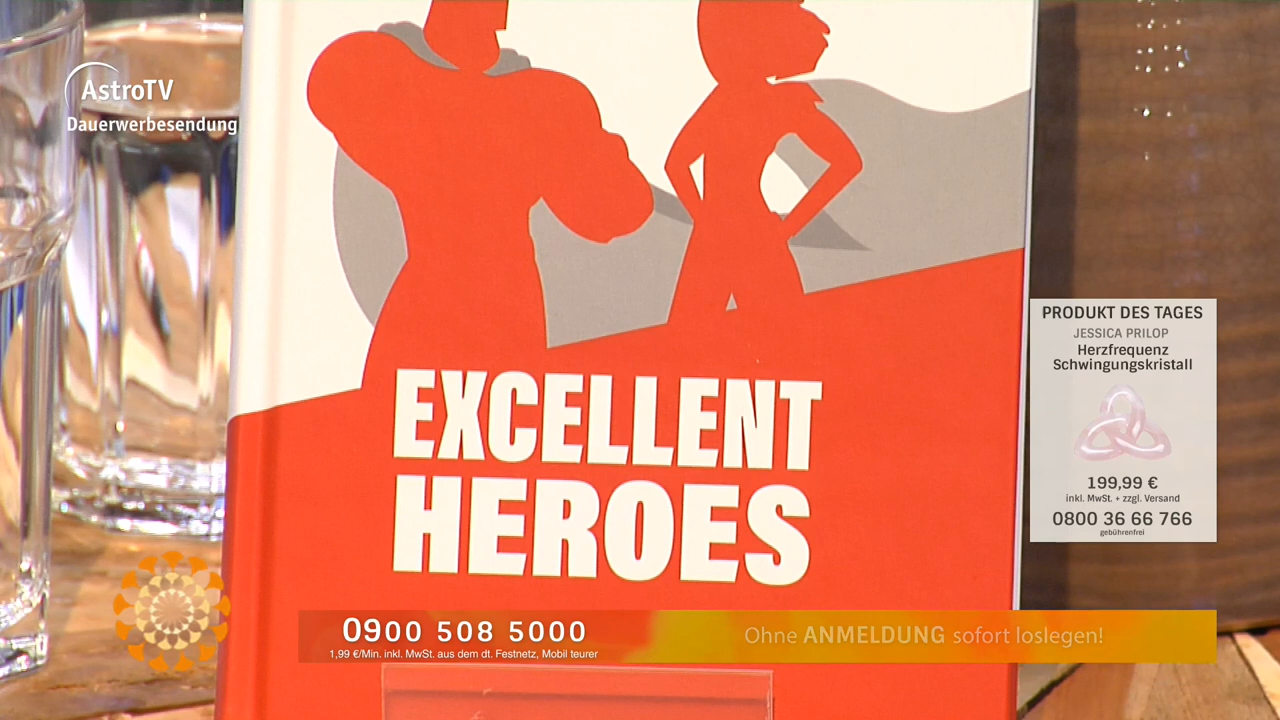 AstroTV
Dauerwerbesendung
EXCELLENT
HEROES
PRODUKT DES TAGES
JESSICA PRILOP
Herzfrequenz
Schwingungskristall
199,99 €
inkl. MwSt. + zzgl. Versand
0800 36 66 766
gebührenfrei
0900 508 5000
1,99 €/Min. inkl. MwSt. aus dem dt. Festnetz, Mobil teurer
Ohne ANMELDUNG sofort loslegen!